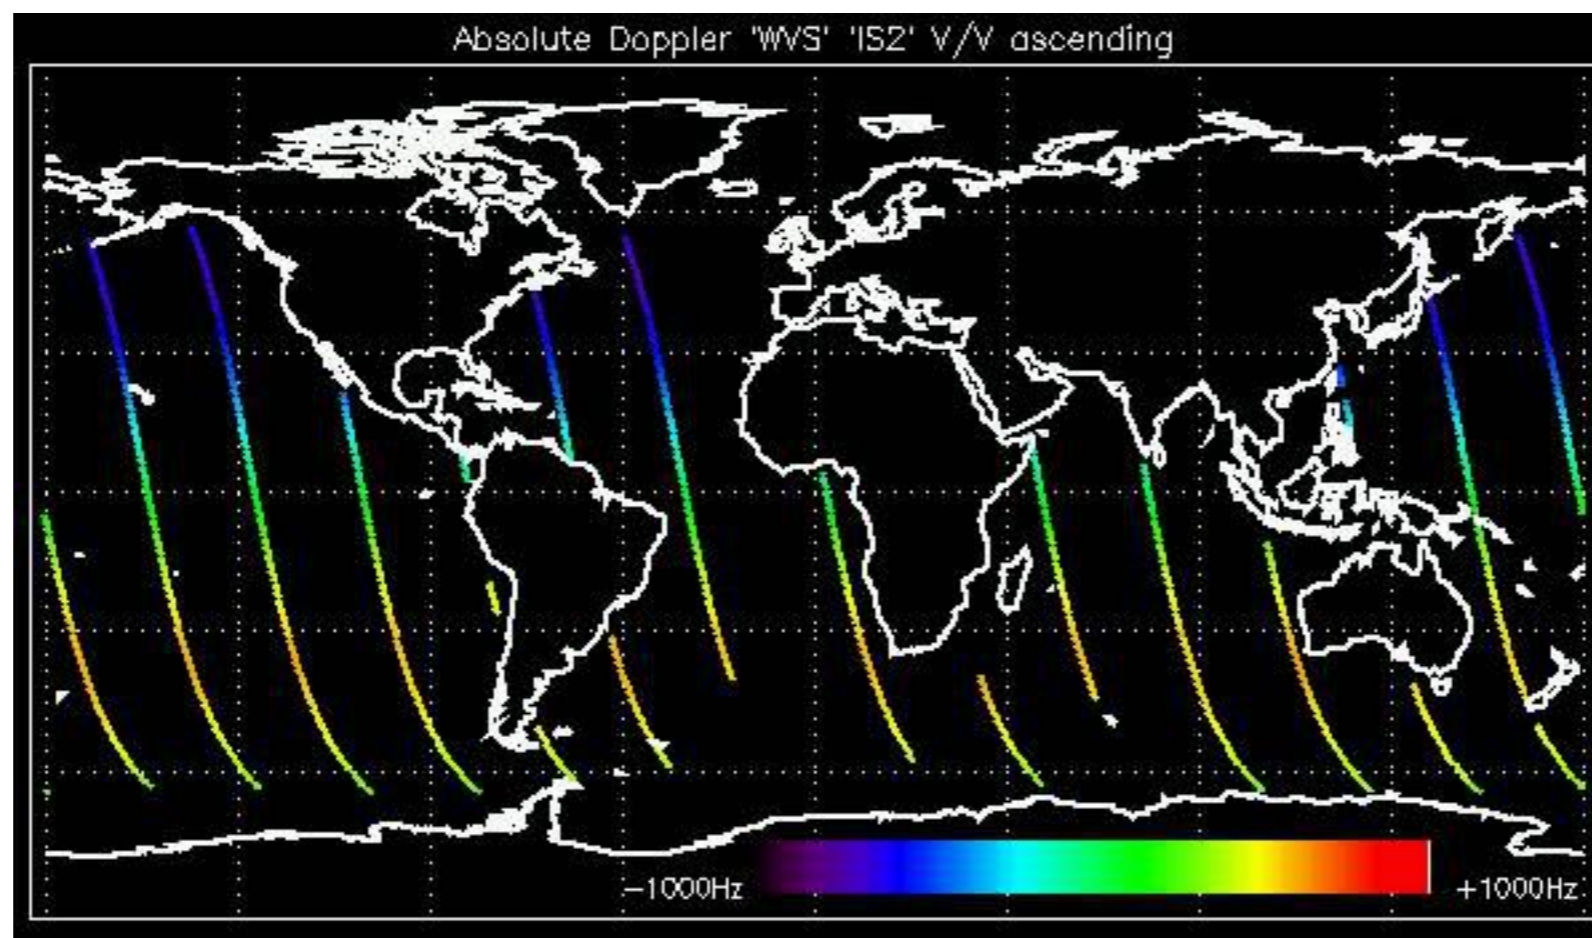 Absolute Doppler 'WVS' 'IS2' V/V ascending
-1000Hz +1000Hz